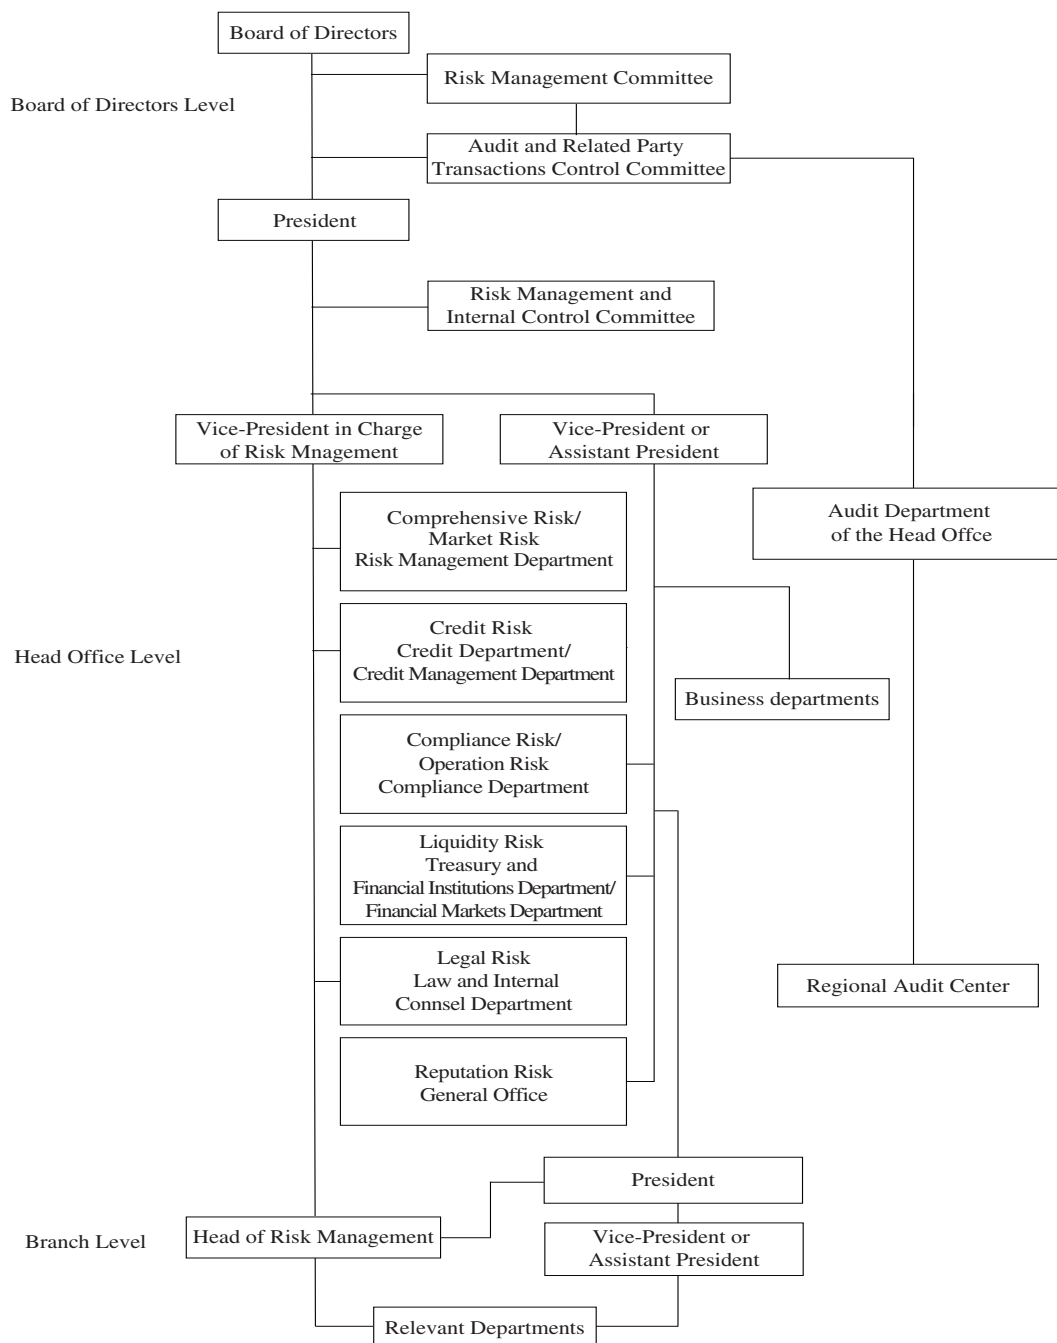 Board of Directors
Risk Management Committee
Board of Directors Level
Audit and Related Party
Transactions Control Committee
President
Risk Management and
Internal Control Committee
Vice-President in Charge
of Risk Mnagement
Vice-President or
Assistant President
Comprehensive Risk/
Market Risk
Risk Management Department
Audit Department
of the Head Offce
Credit Risk
Credit Department/
Credit Management Department
Head Office Level
Business departments
Compliance Risk/
Operation Risk
Compliance Department
Liquidity Risk
Treasury and
Financial Institutions Department/
Financial Markets Department
Legal Risk
Law and Internal
Connsel Department
Regional Audit Center
Reputation Risk
General Office
President
Branch Level
Head of Risk Management
Vice-President or
Assistant President
Relevant Departments